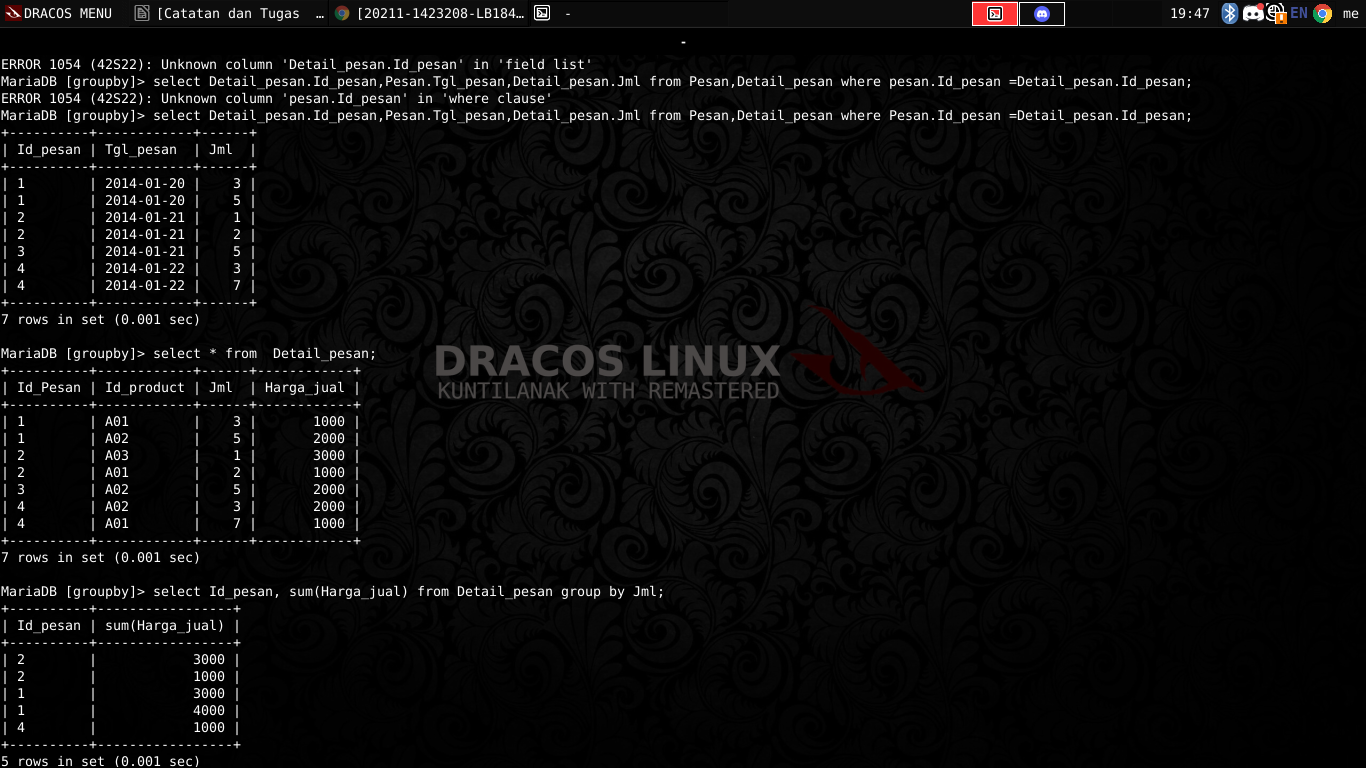 DRACOS MENU [Catatan dan Tugas … [20211-1423208-LB184… - 19:47 EN me
-
ERROR 1054 (42S22): Unknown column 'Detail_pesan.Id_pesan' in 'field list'
MariaDB [groupby]> select Detail_pesan.Id_pesan,Pesan.Tgl_pesan,Detail_pesan.Jml from Pesan,Detail_pesan where pesan.Id_pesan =Detail_pesan.Id_pesan;
ERROR 1054 (42S22): Unknown column 'pesan.Id_pesan' in 'where clause'
MariaDB [groupby]> select Detail_pesan.Id_pesan,Pesan.Tgl_pesan,Detail_pesan.Jml from Pesan,Detail_pesan where Pesan.Id_pesan =Detail_pesan.Id_pesan;
+----------+------------+------+
| Id_pesan | Tgl_pesan  | Jml  |
+----------+------------+------+
| 1        | 2014-01-20 |    3 |
| 1        | 2014-01-20 |    5 |
| 2        | 2014-01-21 |    1 |
| 2        | 2014-01-21 |    2 |
| 3        | 2014-01-21 |    5 |
| 4        | 2014-01-22 |    3 |
| 4        | 2014-01-22 |    7 |
+----------+------------+------+
7 rows in set (0.001 sec)
MariaDB [groupby]> select * from  Detail_pesan;
DRACOS LINUX
KUNTILANAK WITH REMASTERED
+----------+------------+------+------------+
| Id_Pesan | Id_product | Jml  | Harga_jual |
+----------+------------+------+------------+
| 1        | A01        |    3 |       1000 |
| 1        | A02        |    5 |       2000 |
| 2        | A03        |    1 |       3000 |
| 2        | A01        |    2 |       1000 |
| 3        | A02        |    5 |       2000 |
| 4        | A02        |    3 |       2000 |
| 4        | A01        |    7 |       1000 |
+----------+------------+------+------------+
7 rows in set (0.001 sec)
MariaDB [groupby]> select Id_pesan, sum(Harga_jual) from Detail_pesan group by Jml;
+----------+-----------------+
| Id_pesan | sum(Harga_jual) |
+----------+-----------------+
| 2        |            3000 |
| 2        |            1000 |
| 1        |            3000 |
| 1        |            4000 |
| 4        |            1000 |
+----------+-----------------+
5 rows in set (0.001 sec)